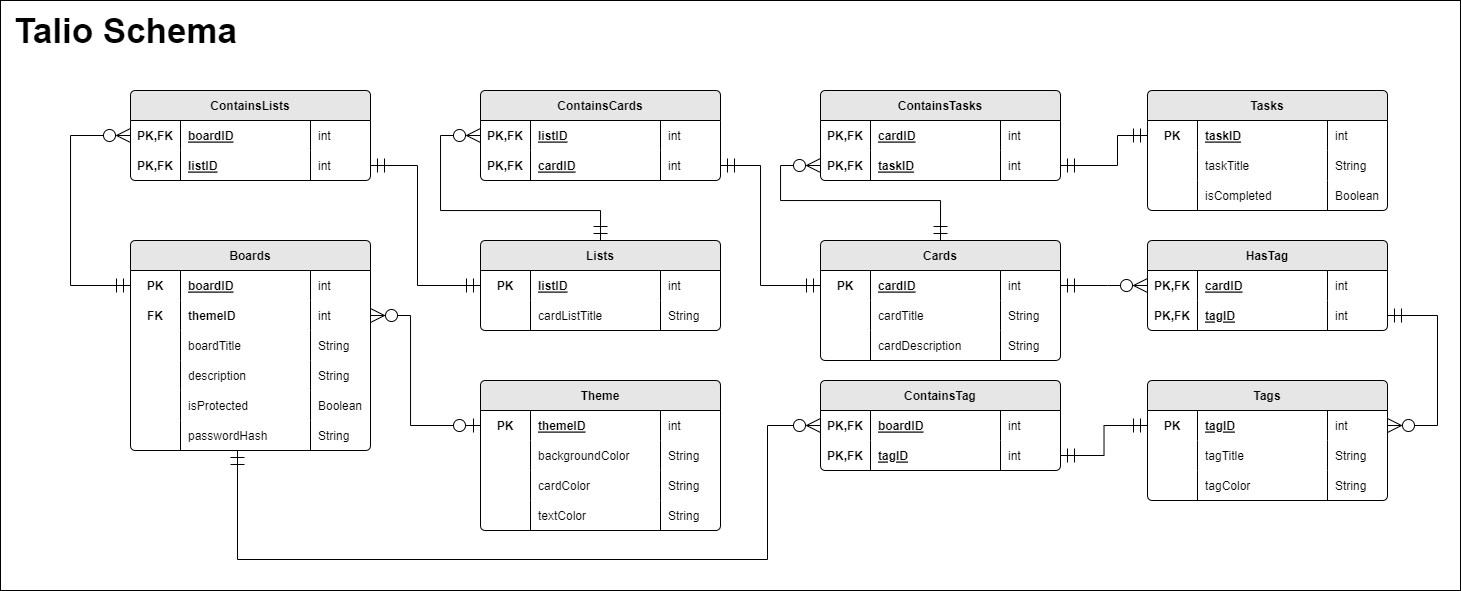 Talio Schema
ContainsLists
PK,FK boardID int
PK,FK listID int
ContainsCards
PK,FK listID int
PK,FK cardID int
ContainsTasks
PK,FK cardID int
PK,FK taskID int
Tasks
PK taskID int
taskTitle String
isCompleted Boolean
Boards
PK boardID int
FK themeID int
boardTitle String
description String
isProtected Boolean
passwordHash String
Lists
PK listID int
cardListTitle String
Cards
PK cardID int
cardTitle String
cardDescription String
HasTag
PK,FK cardID int
PK,FK tagID int
Theme
PK themeID int
backgroundColor String
cardColor String
textColor String
ContainsTag
PK,FK boardID int
PK,FK tagID int
Tags
PK tagID int
tagTitle String
tagColor String